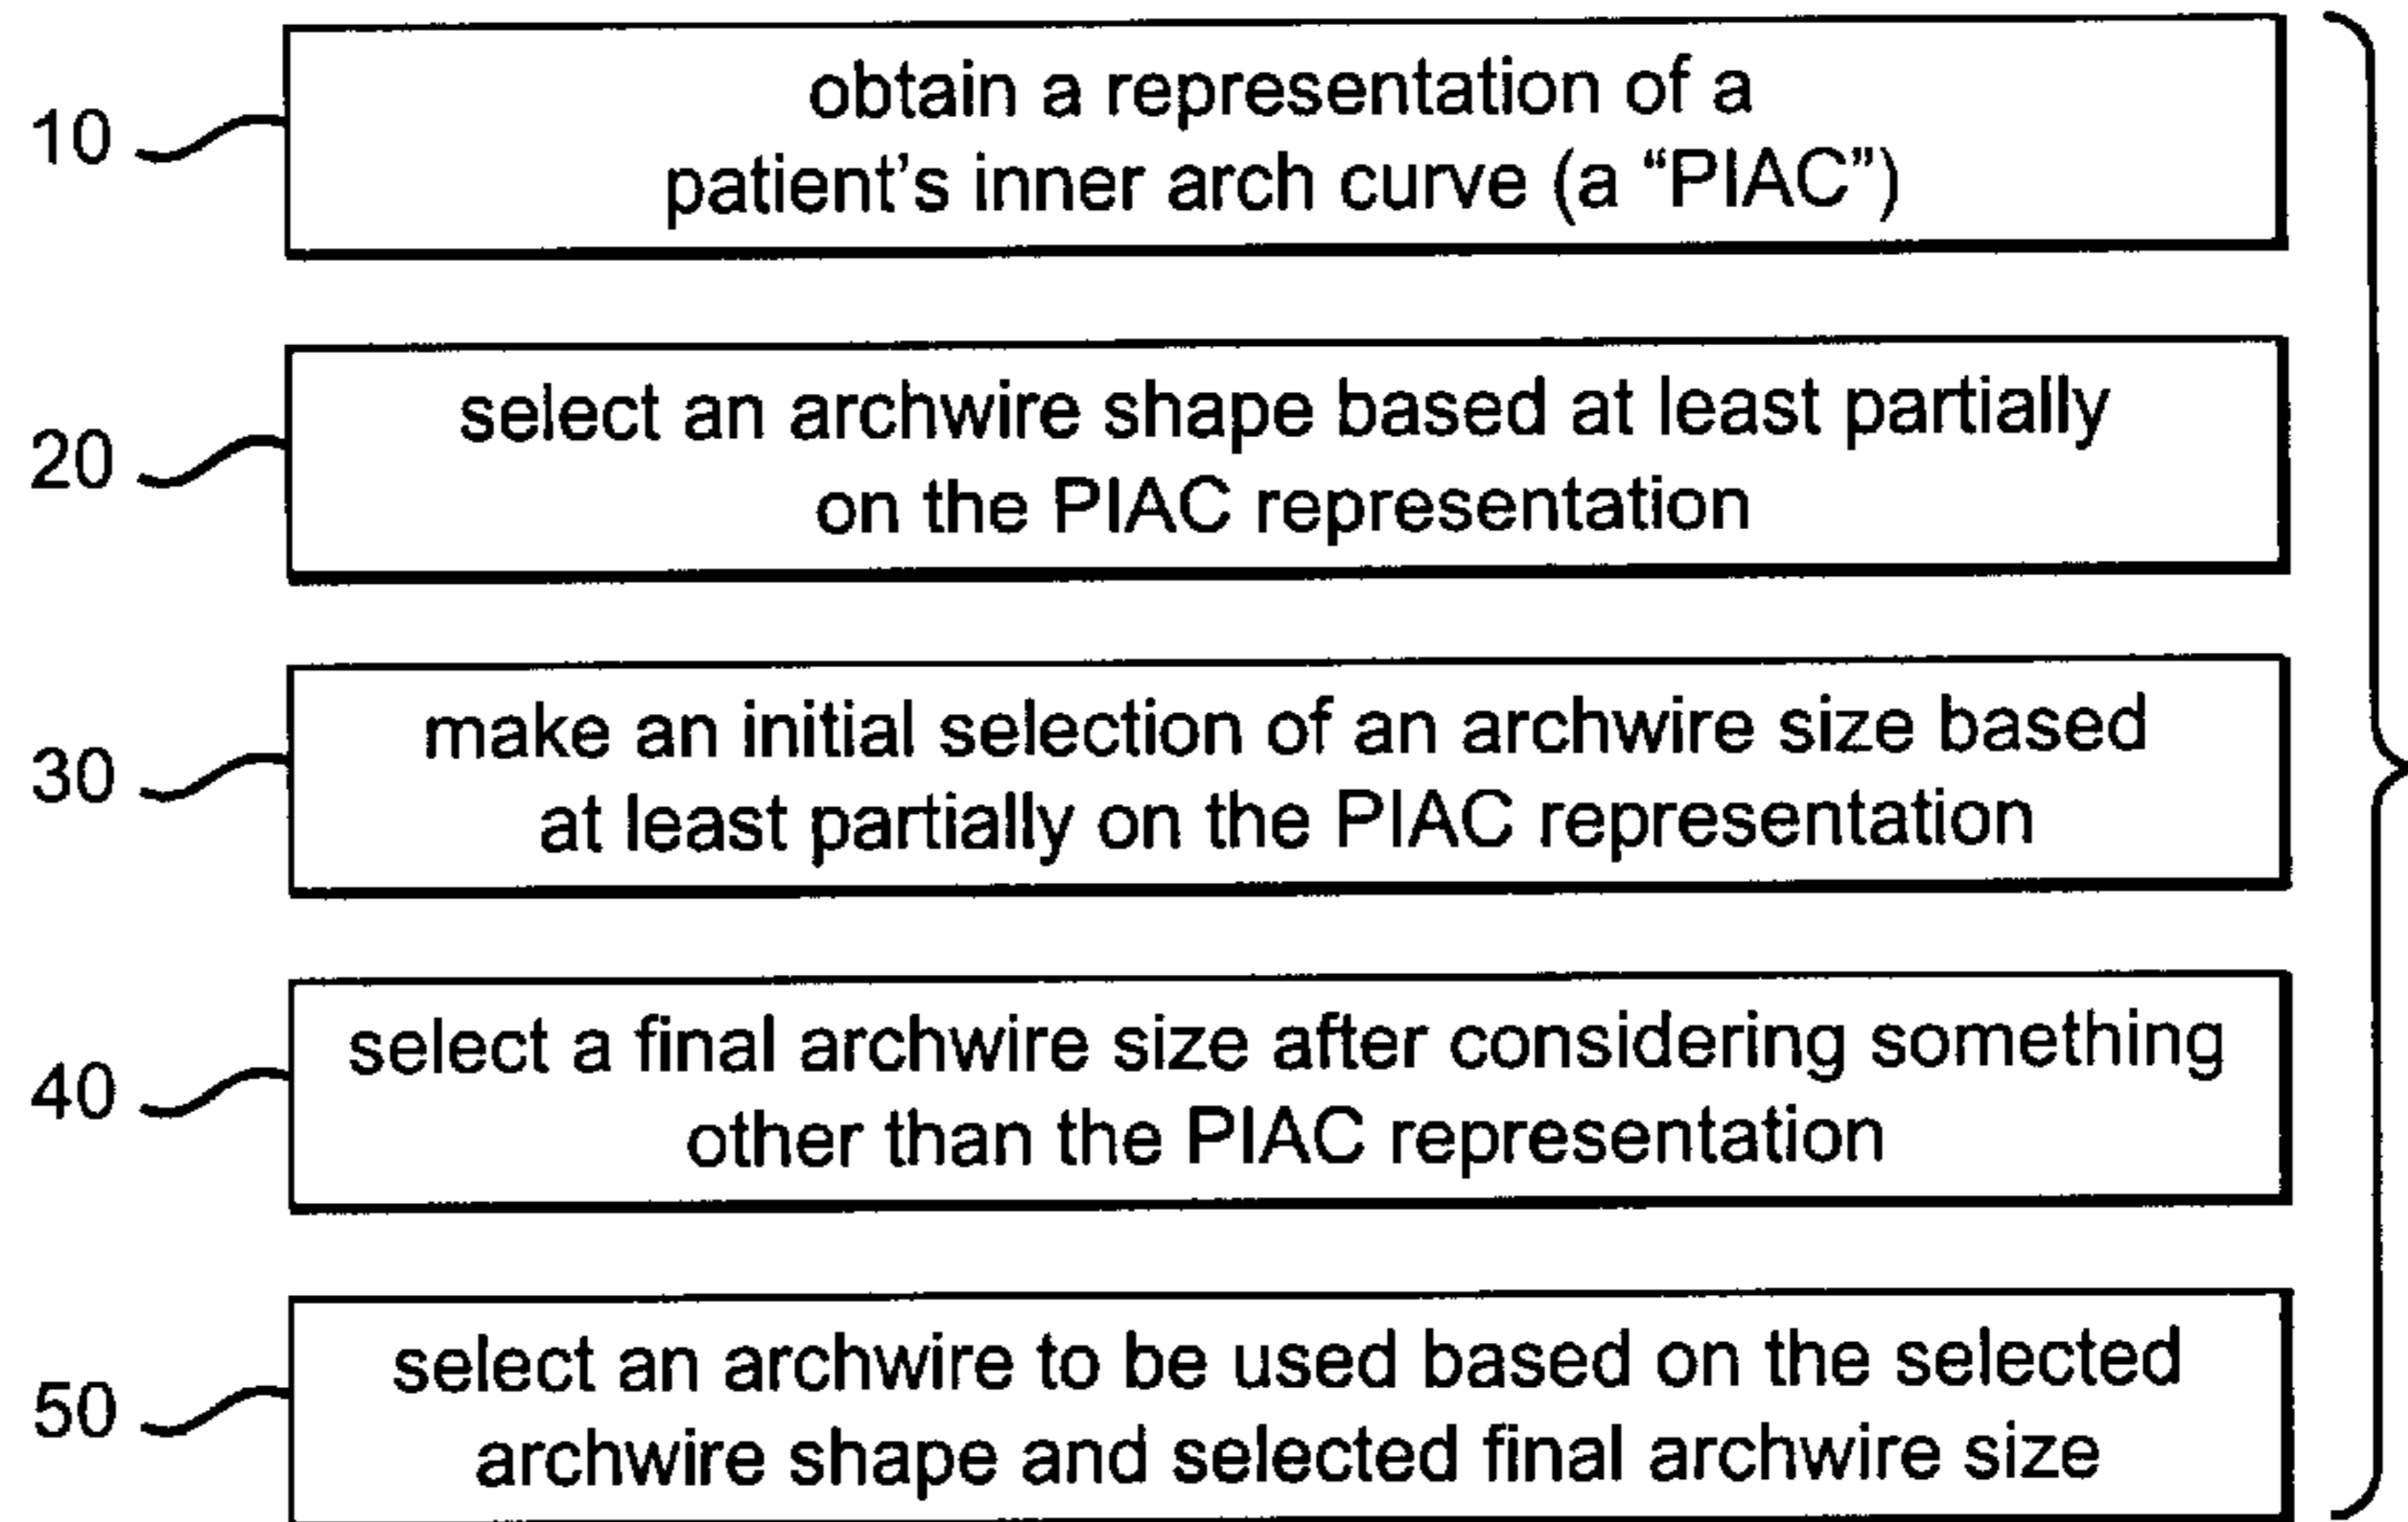 10
obtain a representation of a
patient's inner arch curve (a “PIAC”)
20
select an archwire shape based at least partially
on the PIAC representation
30
make an initial selection of an archwire size based
at least partially on the PIAC representation
40
select a final archwire size after considering something
other than the PIAC representation
50
select an archwire to be used based on the selected
archwire shape and selected final archwire size